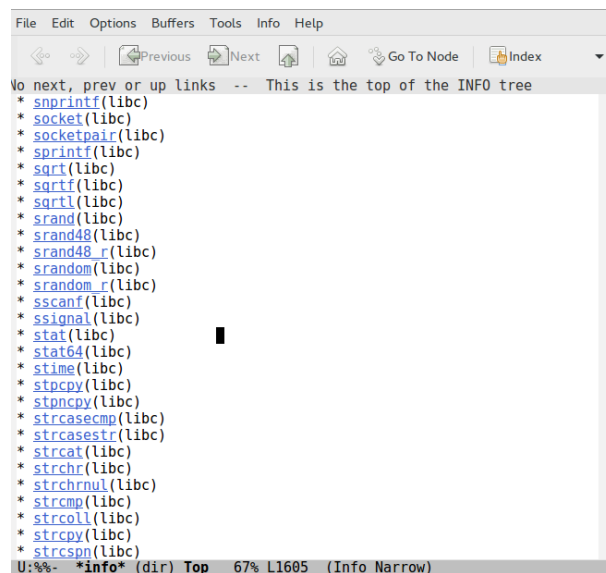 File Edit Options Buffers Tools Info Help
Previous Next Go To Node Index
No next, prev or up links -- This is the top of the INFO tree
* snprintf(libc)
* socket(libc)
* socketpair(libc)
* sprintf(libc)
* sqrt(libc)
* sqrtf(libc)
* sqrtl(libc)
* srand(libc)
* srand48(libc)
* srand48_r(libc)
* srandom(libc)
* srandom_r(libc)
* sscanf(libc)
* ssignal(libc)
* stat(libc)
* stat64(libc)
* stime(libc)
* stpcpy(libc)
* stpncpy(libc)
* strcasecmp(libc)
* strcasestr(libc)
* strcat(libc)
* strchr(libc)
* strchrnul(libc)
* strcmp(libc)
* strcoll(libc)
* strcpy(libc)
* strcspn(libc)
U:%%- *info* (dir) Top 67% L1605 (Info Narrow)